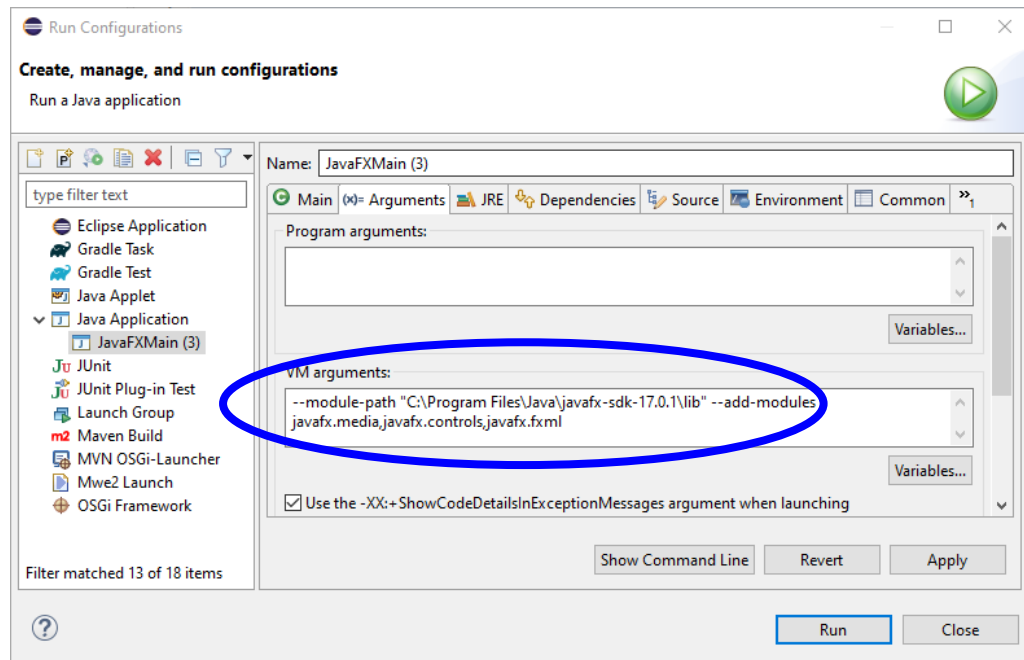 Run Configurations
Create, manage, and run configurations
Run a Java application
Name: JavaFXMain (3)
type filter text
Main (x)= Arguments JRE Dependencies Source Environment Common »1
Eclipse Application
Gradle Task
Gradle Test
Java Applet
Java Application
JavaFXMain (3)
JUnit
JUnit Plug-in Test
Launch Group
m2 Maven Build
MVN OSGi-Launcher
Mwe2 Launch
OSGi Framework
Filter matched 13 of 18 items
Program arguments:
Variables...
VM arguments:
--module-path "C:\Program Files\Java\javafx-sdk-17.0.1\lib" --add-modules
javafx.media,javafx.controls,javafx.fxml
Variables...
Use the -XX:+ShowCodeDetailsInExceptionMessages argument when launching
Show Command Line Revert Apply
Run Close